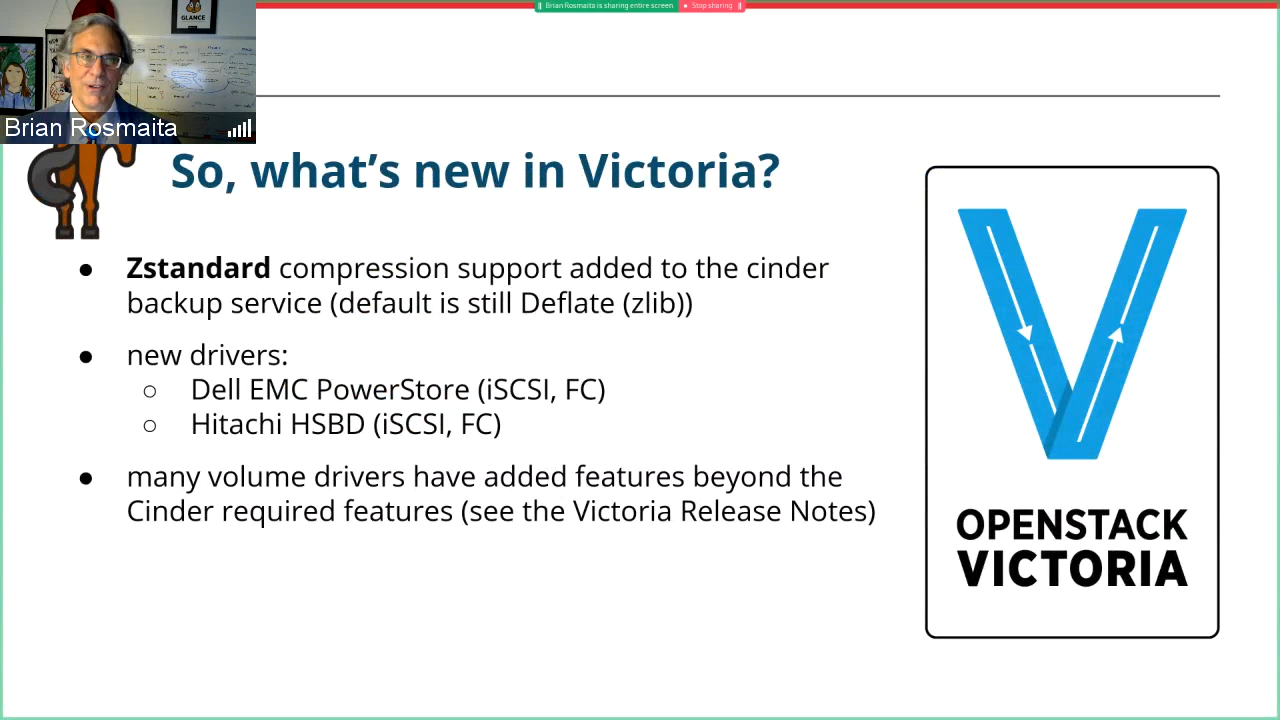 Brian Rosmaita is sharing entire screen
Stop sharing
GLANCE
Brian Rosmaita
So, what's new in Victoria?
● Zstandard compression support added to the cinder
backup service (default is still Deflate (zlib))
● new drivers:
○ Dell EMC PowerStore (iSCSI, FC)
○ Hitachi HSBD (iSCSI, FC)
● many volume drivers have added features beyond the
Cinder required features (see the Victoria Release Notes)
OPENSTACK
VICTORIA